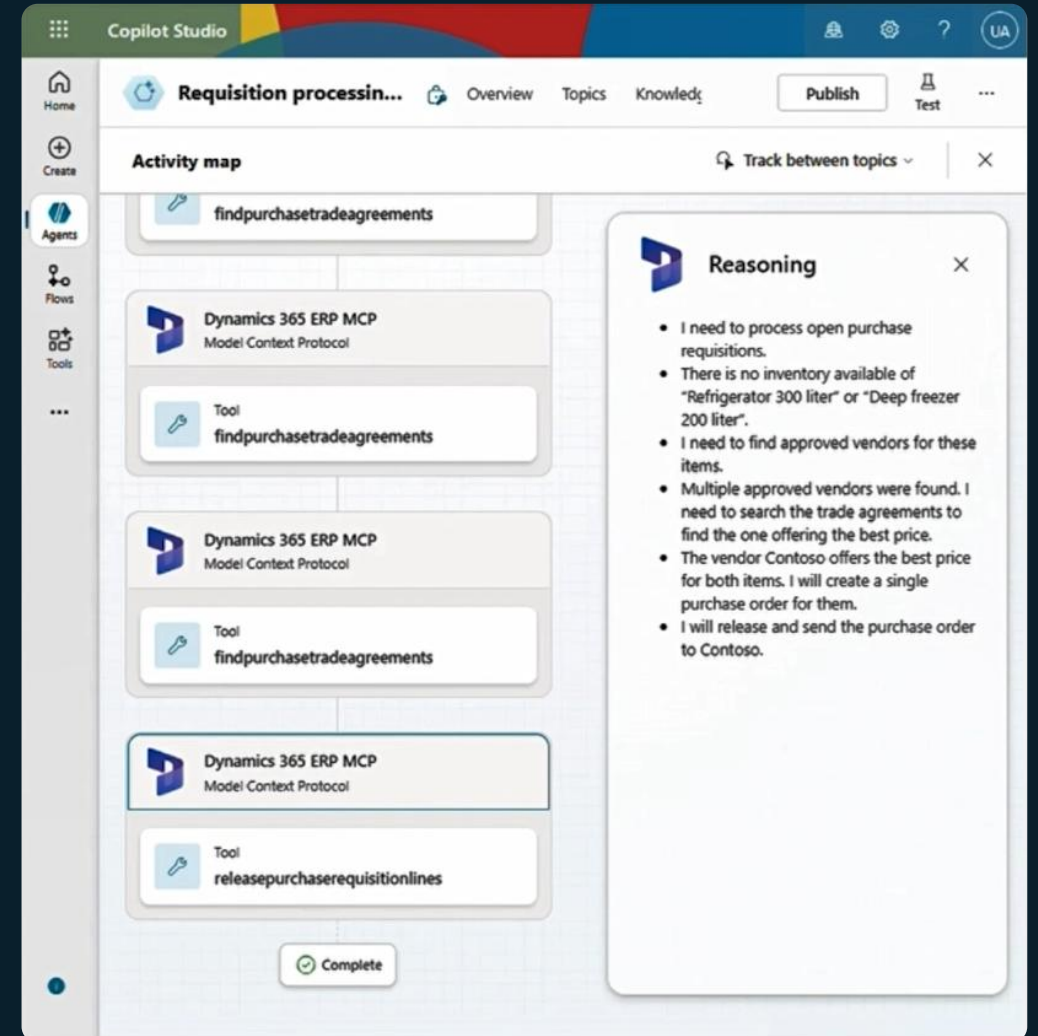 Copilot Studio
UA
Home
Create
Agents
Flows
Tools
Requisition processin...
Overview
Topics
Publish
Test
Activity map
Track between topics
findpurchasetradeagreements
Dynamics 365 ERP MCP
Model Context Protocol
Tool
findpurchasetradeagreements
Dynamics 365 ERP MCP
Model Context Protocol
Tool
findpurchasetradeagreements
Dynamics 365 ERP MCP
Model Context Protocol
Tool
releasepurchaserequisitionlines
Complete
Reasoning
• I need to process open purchase
requisitions.
• There is no inventory available of
"Refrigerator 300 liter" or "Deep freezer
200 liter".
• I need to find approved vendors for these
items.
• Multiple approved vendors were found. I
need to search the trade agreements to
find the one offering the best price.
• The vendor Contoso offers the best price
for both items. I will create a single
purchase order for them.
• I will release and send the purchase order
to Contoso.